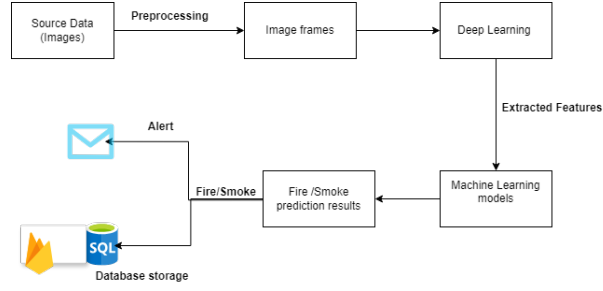 Source Data
(Images)
Preprocessing
Image frames
Deep Learning
Extracted Features
Machine Learning
models
Fire /Smoke
prediction results
Fire/Smoke
Alert
SQL
Database storage